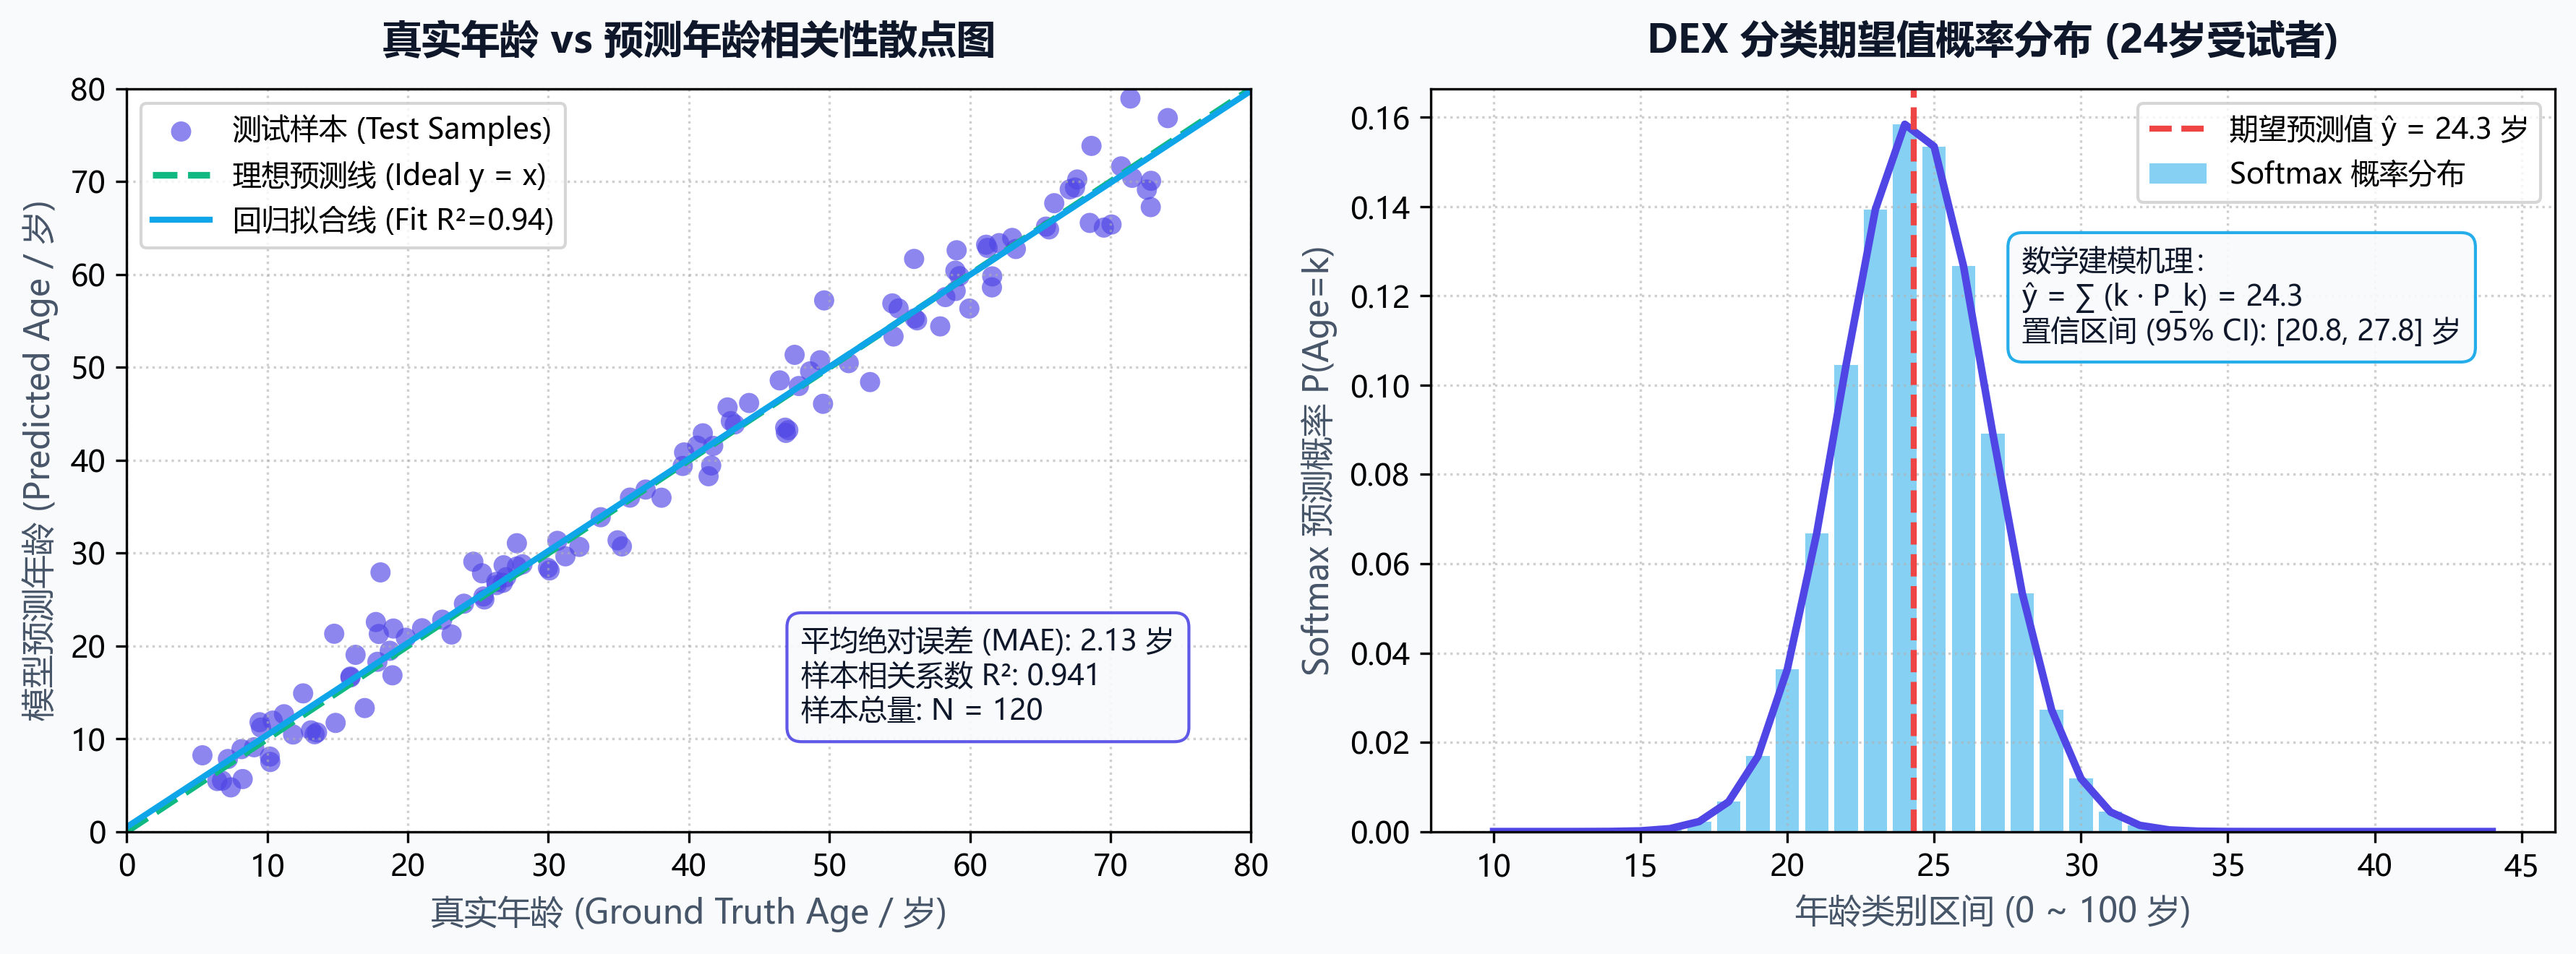 真实年龄 vs 预测年龄相关性散点图
测试样本 (Test Samples)
理想预测线 (Ideal y = x)
回归拟合线 (Fit R²=0.94)
模型预测年龄 (Predicted Age / 岁)
80
70
60
50
40
30
20
10
0
平均绝对误差 (MAE): 2.13 岁
样本相关系数 R²: 0.941
样本总量: N = 120
0 10 20 30 40 50 60 70 80
真实年龄 (Ground Truth Age / 岁)
DEX 分类期望值概率分布 (24岁受试者)
期望预测值 ŷ = 24.3 岁
Softmax 概率分布
数学建模机理：
ŷ = ∑ (k · P_k) = 24.3
置信区间 (95% CI): [20.8, 27.8] 岁
Softmax 预测概率 P(Age=k)
0.16
0.14
0.12
0.10
0.08
0.06
0.04
0.02
0.00
10 15 20 25 30 35 40 45
年龄类别区间 (0 ~ 100 岁)